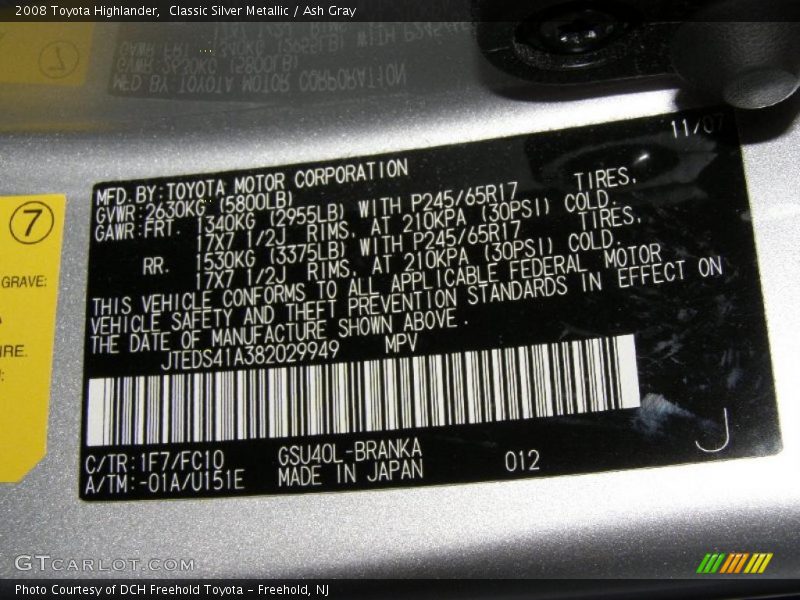 2008 Toyota Highlander,  Classic Silver Metallic / Ash Gray
11/07
MFD. BY: TOYOTA MOTOR CORPORATION
GVWR: 2630KG (5800LB)
GAWR: FRT. 1340KG (2955LB) WITH P245/65R17 TIRES,
17X7 1/2J RIMS, AT 210KPA (30PSI) COLD.
RR. 1530KG (3375LB) WITH P245/65R17 TIRES,
17X7 1/2J RIMS, AT 210KPA (30PSI) COLD.
THIS VEHICLE CONFORMS TO ALL APPLICABLE FEDERAL MOTOR
VEHICLE SAFETY AND THEFT PREVENTION STANDARDS IN EFFECT ON
THE DATE OF MANUFACTURE SHOWN ABOVE.
JTEDS41A382029949 MPV
C/TR: 1F7/FC10 GSU40L-BRANKA
A/TM: -01A/U151E MADE IN JAPAN 012
J
7
GRAVE:
GTCARLOT.COM
Photo Courtesy of DCH Freehold Toyota - Freehold, NJ